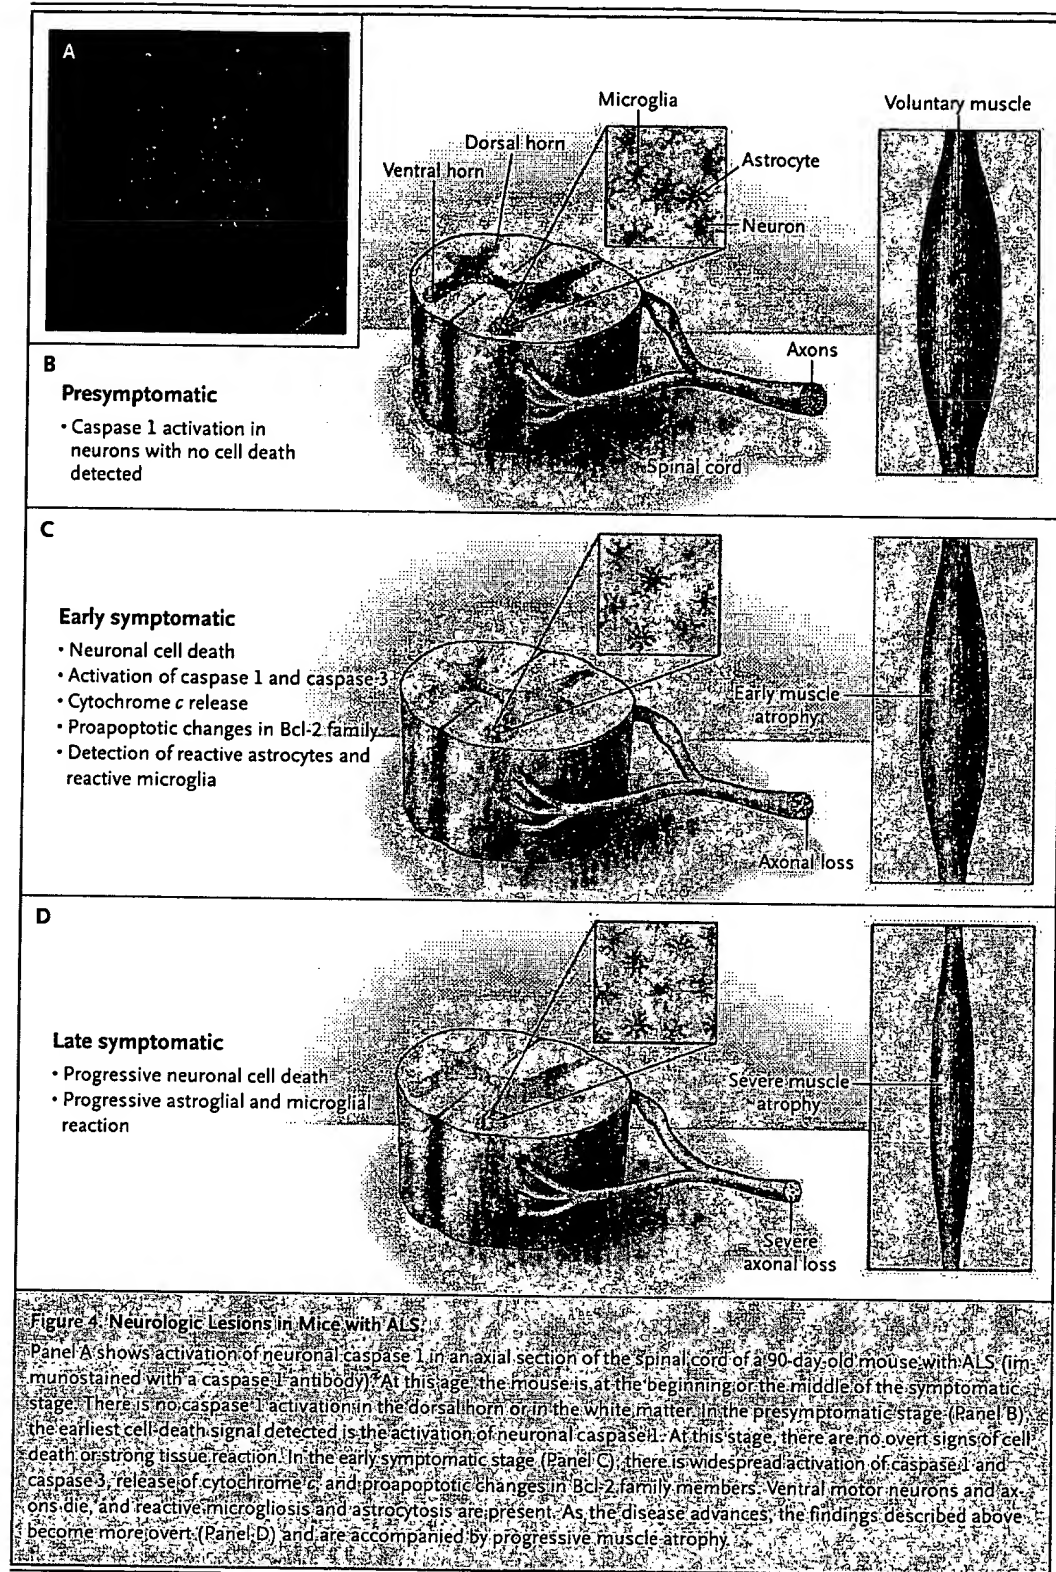 A
Microglia
Voluntary muscle
Dorsal horn
Astrocyte
Ventral horn
Neuron
Axons
Spinal cord
B
Presymptomatic
• Caspase 1 activation in
neurons with no cell death
detected
C
Early symptomatic
• Neuronal cell death
• Activation of caspase 1 and caspase 3
• Cytochrome c release
• Proapoptotic changes in Bcl-2 family
• Detection of reactive astrocytes and
reactive microglia
Early muscle
atrophy
Axonal loss
D
Late symptomatic
• Progressive neuronal cell death
• Progressive astroglial and microglial
reaction
Severe muscle
atrophy
Severe
axonal loss
Figure 4. Neurologic Lesions in Mice with ALS.
Panel A shows activation of neuronal caspase 1 in an axial section of the spinal cord of a 90-day-old mouse with ALS (im-
munostained with a caspase 1 antibody). At this age, the mouse is at the beginning or the middle of the symptomatic
stage. There is no caspase 1 activation in the dorsal horn or in the white matter. In the presymptomatic stage (Panel B),
the earliest cell-death signal detected is the activation of neuronal caspase 1. At this stage, there are no overt signs of cell
death or strong tissue reaction. In the early symptomatic stage (Panel C), there is widespread activation of caspase 1 and
caspase 3, release of cytochrome c, and proapoptotic changes in Bcl-2 family members. Ventral motor neurons and ax-
ons die, and reactive microgliosis and astrocytosis are present. As the disease advances, the findings described above
become more overt (Panel D) and are accompanied by progressive muscle atrophy.